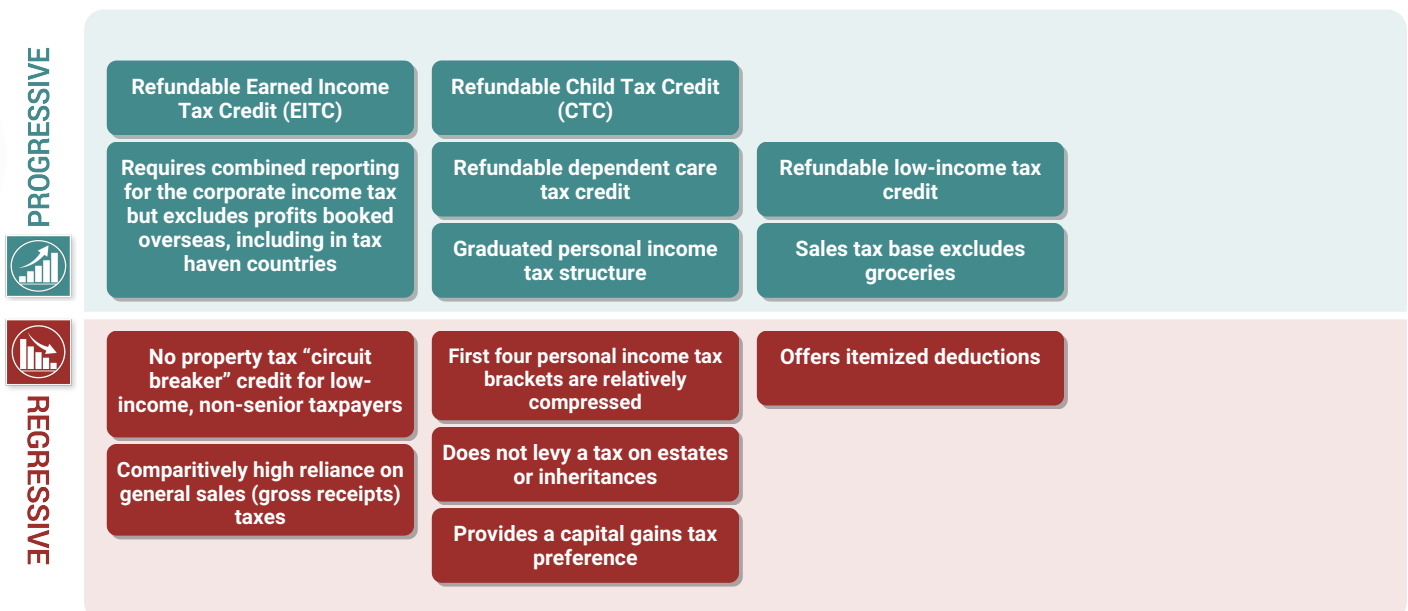 PROGRESSIVE
Refundable Earned Income
Tax Credit (EITC)
Refundable Child Tax Credit
(CTC)
Requires combined reporting
for the corporate income tax
but excludes profits booked
overseas, including in tax
haven countries
Refundable dependent care
tax credit
Refundable low-income tax
credit
Graduated personal income
tax structure
Sales tax base excludes
groceries
REGRESSIVE
No property tax “circuit
breaker” credit for low-
income, non-senior taxpayers
First four personal income tax
brackets are relatively
compressed
Offers itemized deductions
Comparitively high reliance on
general sales (gross receipts)
taxes
Does not levy a tax on estates
or inheritances
Provides a capital gains tax
preference